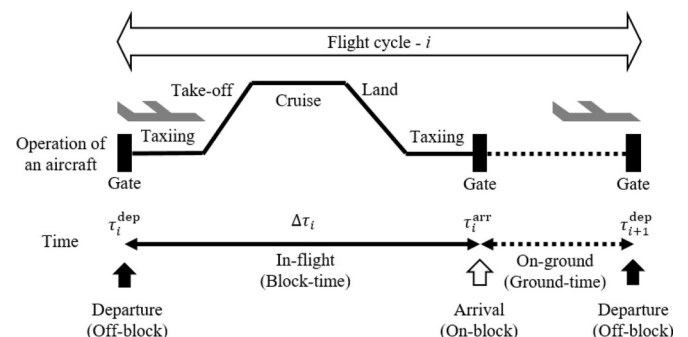 Flight cycle - i
Take-off
Land
Cruise
Taxiing
Taxiing
Operation of
an aircraft
Gate
Gate
Gate
τ_i^dep
Δτ_i
τ_i^arr
τ_{i+1}^dep
Time
In-flight
(Block-time)
On-ground
(Ground-time)
Departure
(Off-block)
Arrival
(On-block)
Departure
(Off-block)